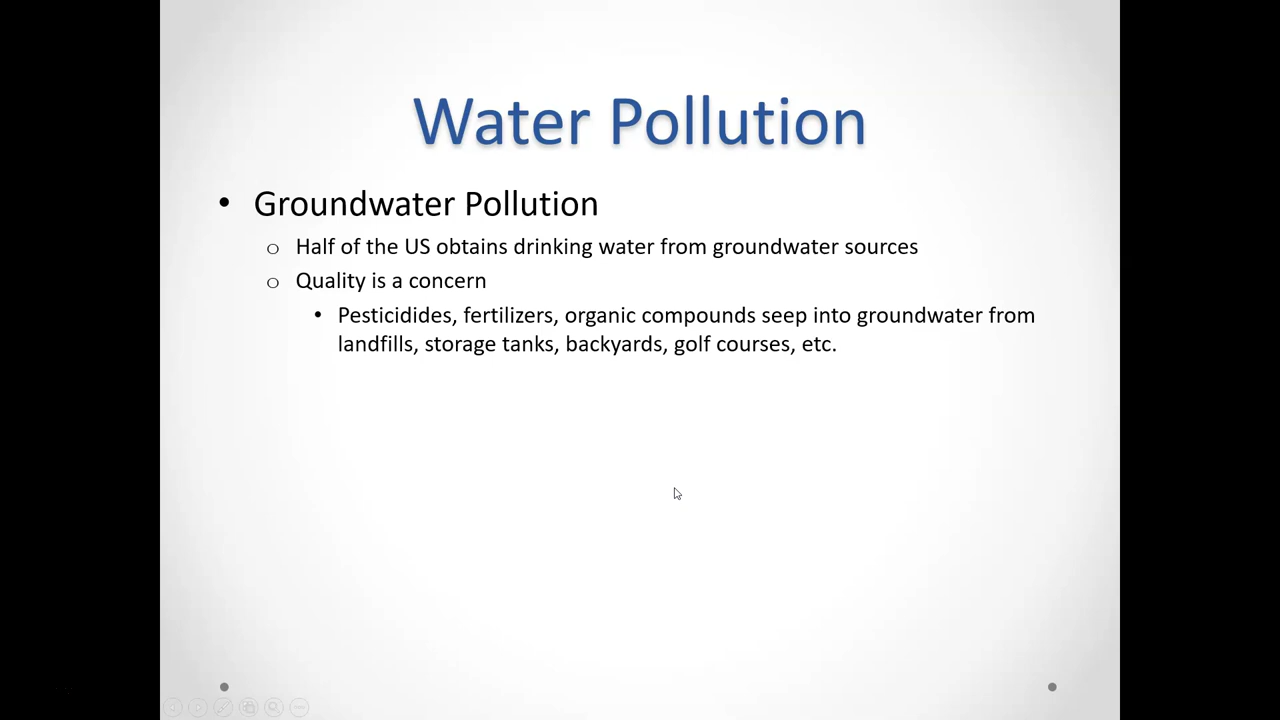 Water Pollution
• Groundwater Pollution
o Half of the US obtains drinking water from groundwater sources
o Quality is a concern
• Pesticidides, fertilizers, organic compounds seep into groundwater from
landfills, storage tanks, backyards, golf courses, etc.